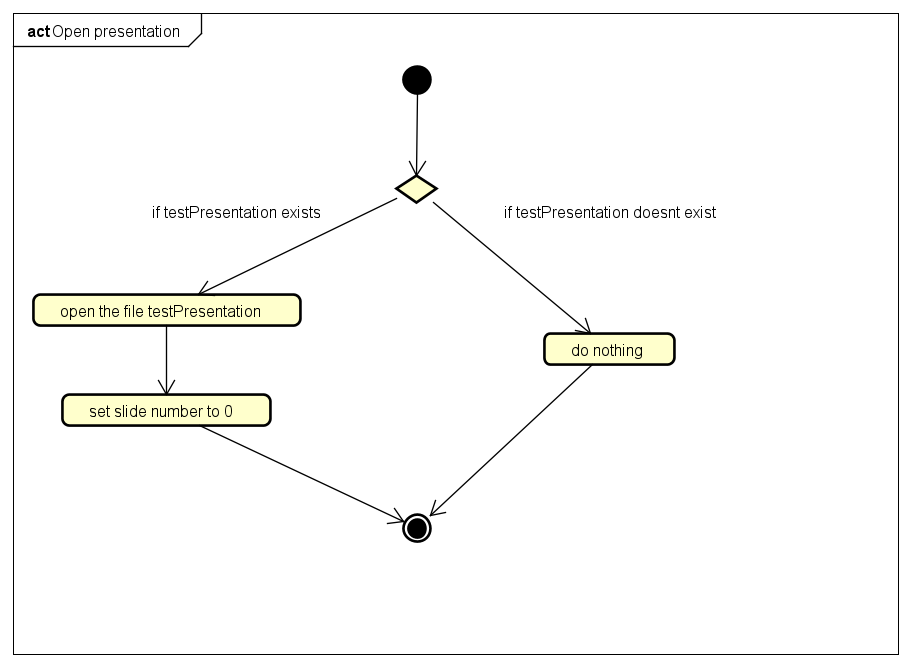 act Open presentation
if testPresentation exists
if testPresentation doesnt exist
open the file testPresentation
do nothing
set slide number to 0